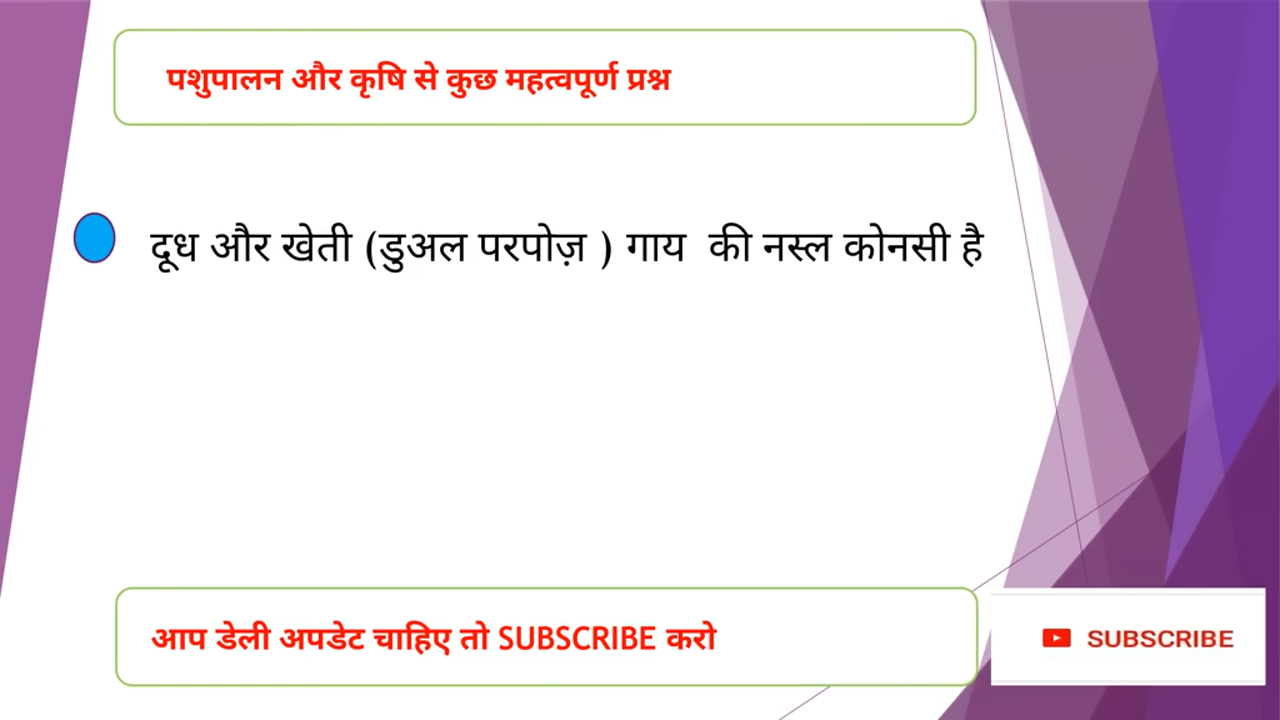 पशुपालन और कृषि से कुछ महत्वपूर्ण प्रश्न
दूध और खेती (डुअल परपोज़ ) गाय की नस्ल कोनसी है
आप डेली अपडेट चाहिए तो SUBSCRIBE करो
SUBSCRIBE